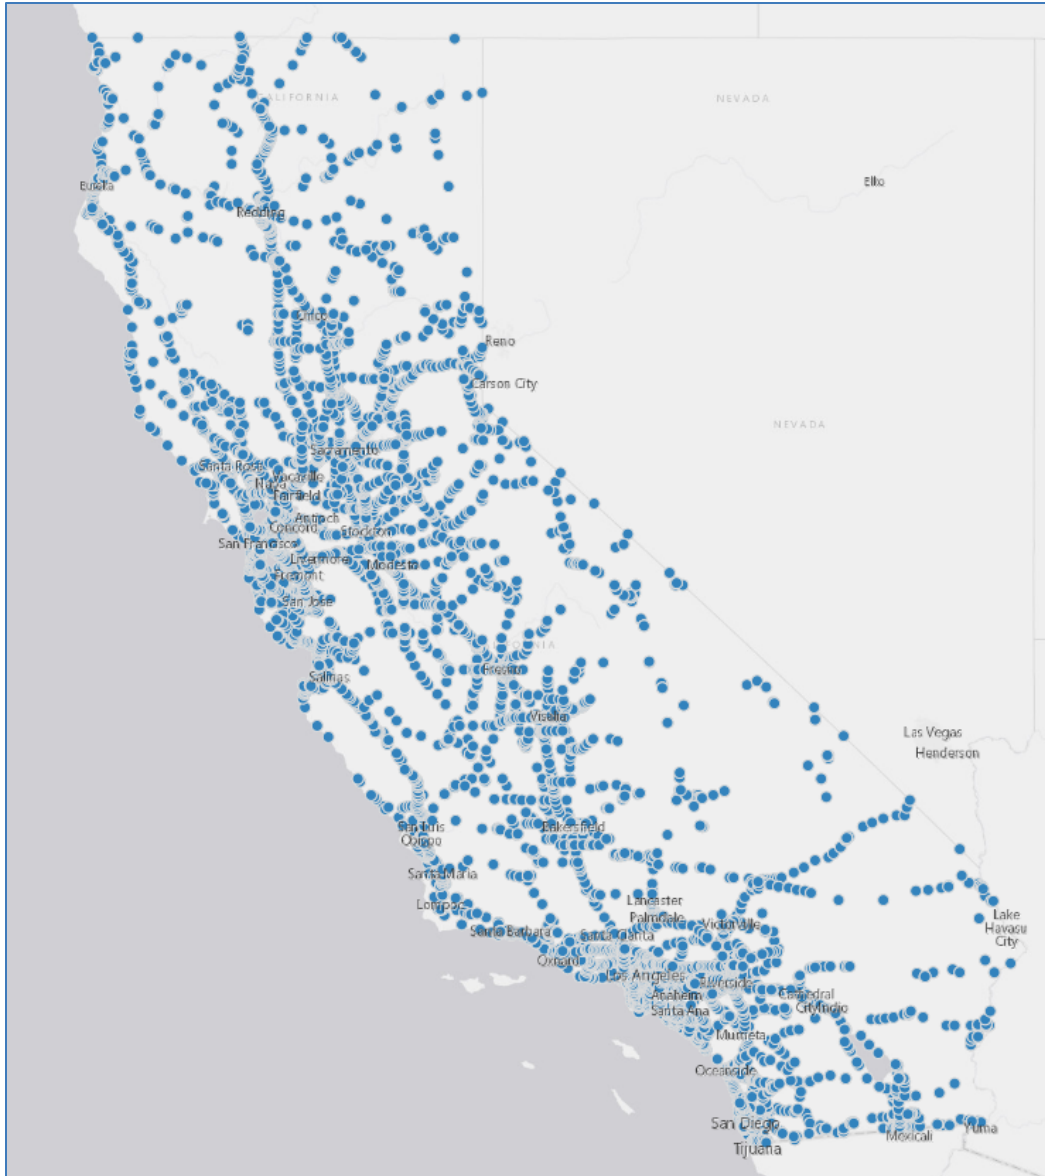 CALIFORNIA
NEVADA
Elko
Eureka
Redding
Chico
Reno
Carson City
NEVADA
Sacramento
Santa Rosa
Vacaville
Napa
Fairfield
Antioch
Concord
Stockton
San Francisco
Livermore
Modesto
Fremont
San Jose
CALIFORNIA
Fresno
Salinas
Visalia
Las Vegas
Henderson
San Luis
Obispo
Bakersfield
Santa Maria
Lompoc
Lancaster
Palmdale
Lake
Havasu
City
Santa Barbara
Santa Clarita
Victorville
Oxnard
Los Angeles
Riverside
Anaheim
Cathedral
City
Indio
Santa Ana
Murrieta
Oceanside
San Diego
Mexicali
Yuma
Tijuana